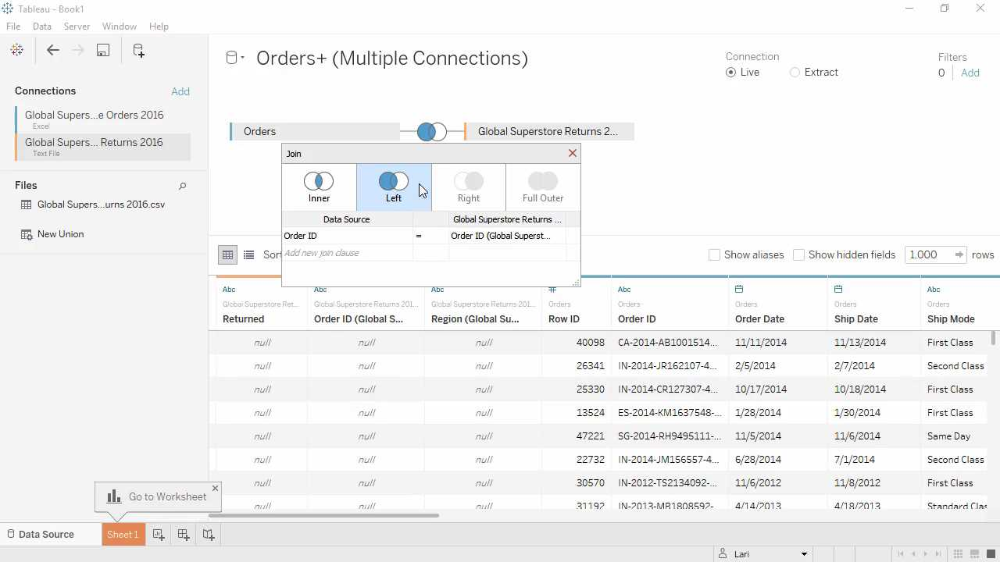 Tableau - Book1
File Data Server Window Help
Orders+ (Multiple Connections)
Connection
Live Extract
Filters
0 Add
Connections Add
Global Supers...e Orders 2016
Excel
Global Supers... Returns 2016
Text File
Files
Global Supers...urns 2016.csv
New Union
Orders Global Superstore Returns 2...
Join
Inner Left Right Full Outer
Data Source Global Superstore Returns ...
Order ID = Order ID (Global Superst...
Add new join clause
Sort
Show aliases Show hidden fields 1.000 rows
Abc Abc Abc # Abc Abc
Global Superstore Ret... Global Superstore Returns 201... Global Superstore Returns 201... Orders Orders Orders Orders Orders
Returned Order ID (Global S... Region (Global Su... Row ID Order ID Order Date Ship Date Ship Mode
null null null 40098 CA-2014-AB1001514... 11/11/2014 11/13/2014 First Class
null null null 26341 IN-2014-JR162107-4... 2/5/2014 2/7/2014 Second Class
null null null 25330 IN-2014-CR127307-4... 10/17/2014 10/18/2014 First Class
null null null 13524 ES-2014-KM1637548-... 1/28/2014 1/30/2014 First Class
null null null 47221 SG-2014-RH9495111-... 11/5/2014 11/6/2014 Same Day
null null null 22732 IN-2014-JM156557-4... 6/28/2014 7/1/2014 Second Class
null null null 30570 IN-2012-TS2134092-... 11/6/2012 11/8/2012 First Class
null null null 31192 IN-2013-MB1808592-... 4/14/2013 4/18/2013 Standard Clas
Go to Worksheet
Data Source Sheet 1
Lari